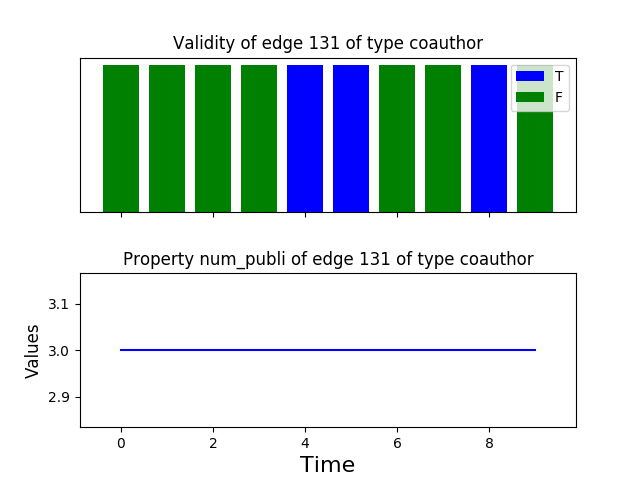 Validity of edge 131 of type coauthor
T
F
Property num_publi of edge 131 of type coauthor
3.1
3.0
2.9
Values
0 2 4 6 8
Time